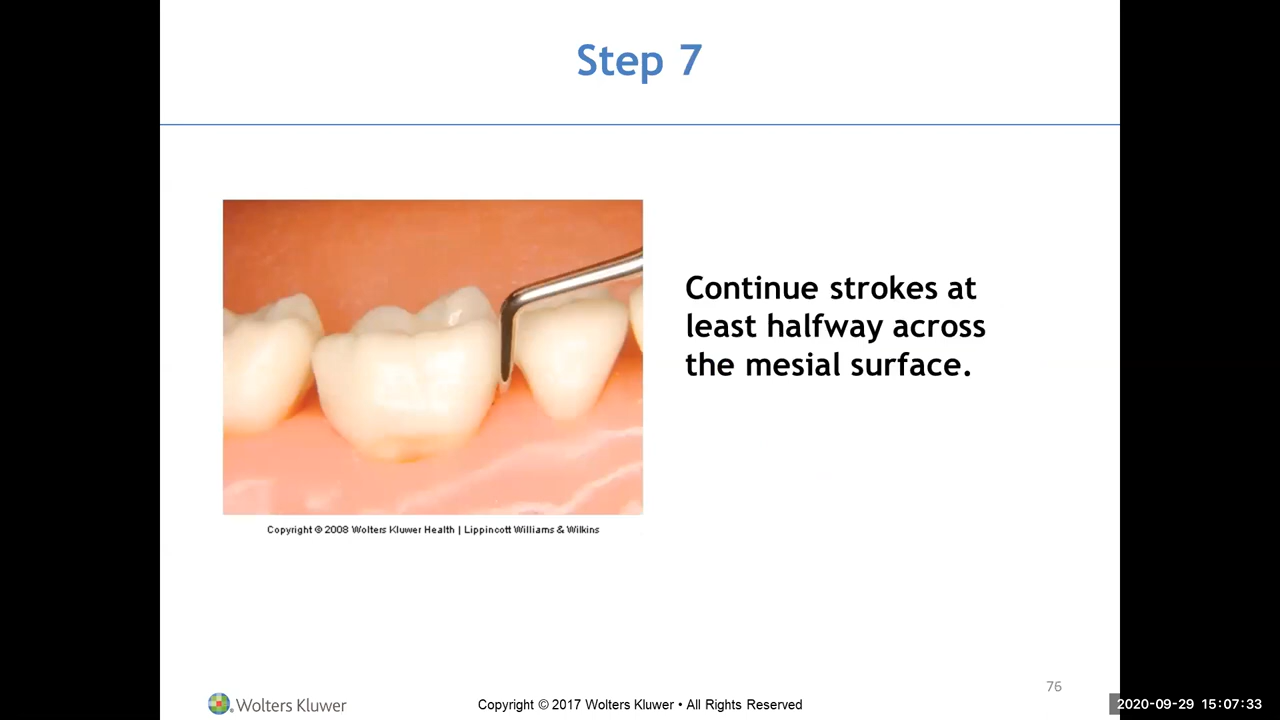 Step 7
Continue strokes at
least halfway across
the mesial surface.
Copyright © 2008 Wolters Kluwer Health | Lippincott Williams & Wilkins
76
Wolters Kluwer
Copyright © 2017 Wolters Kluwer • All Rights Reserved
2020-09-29 15:07:33